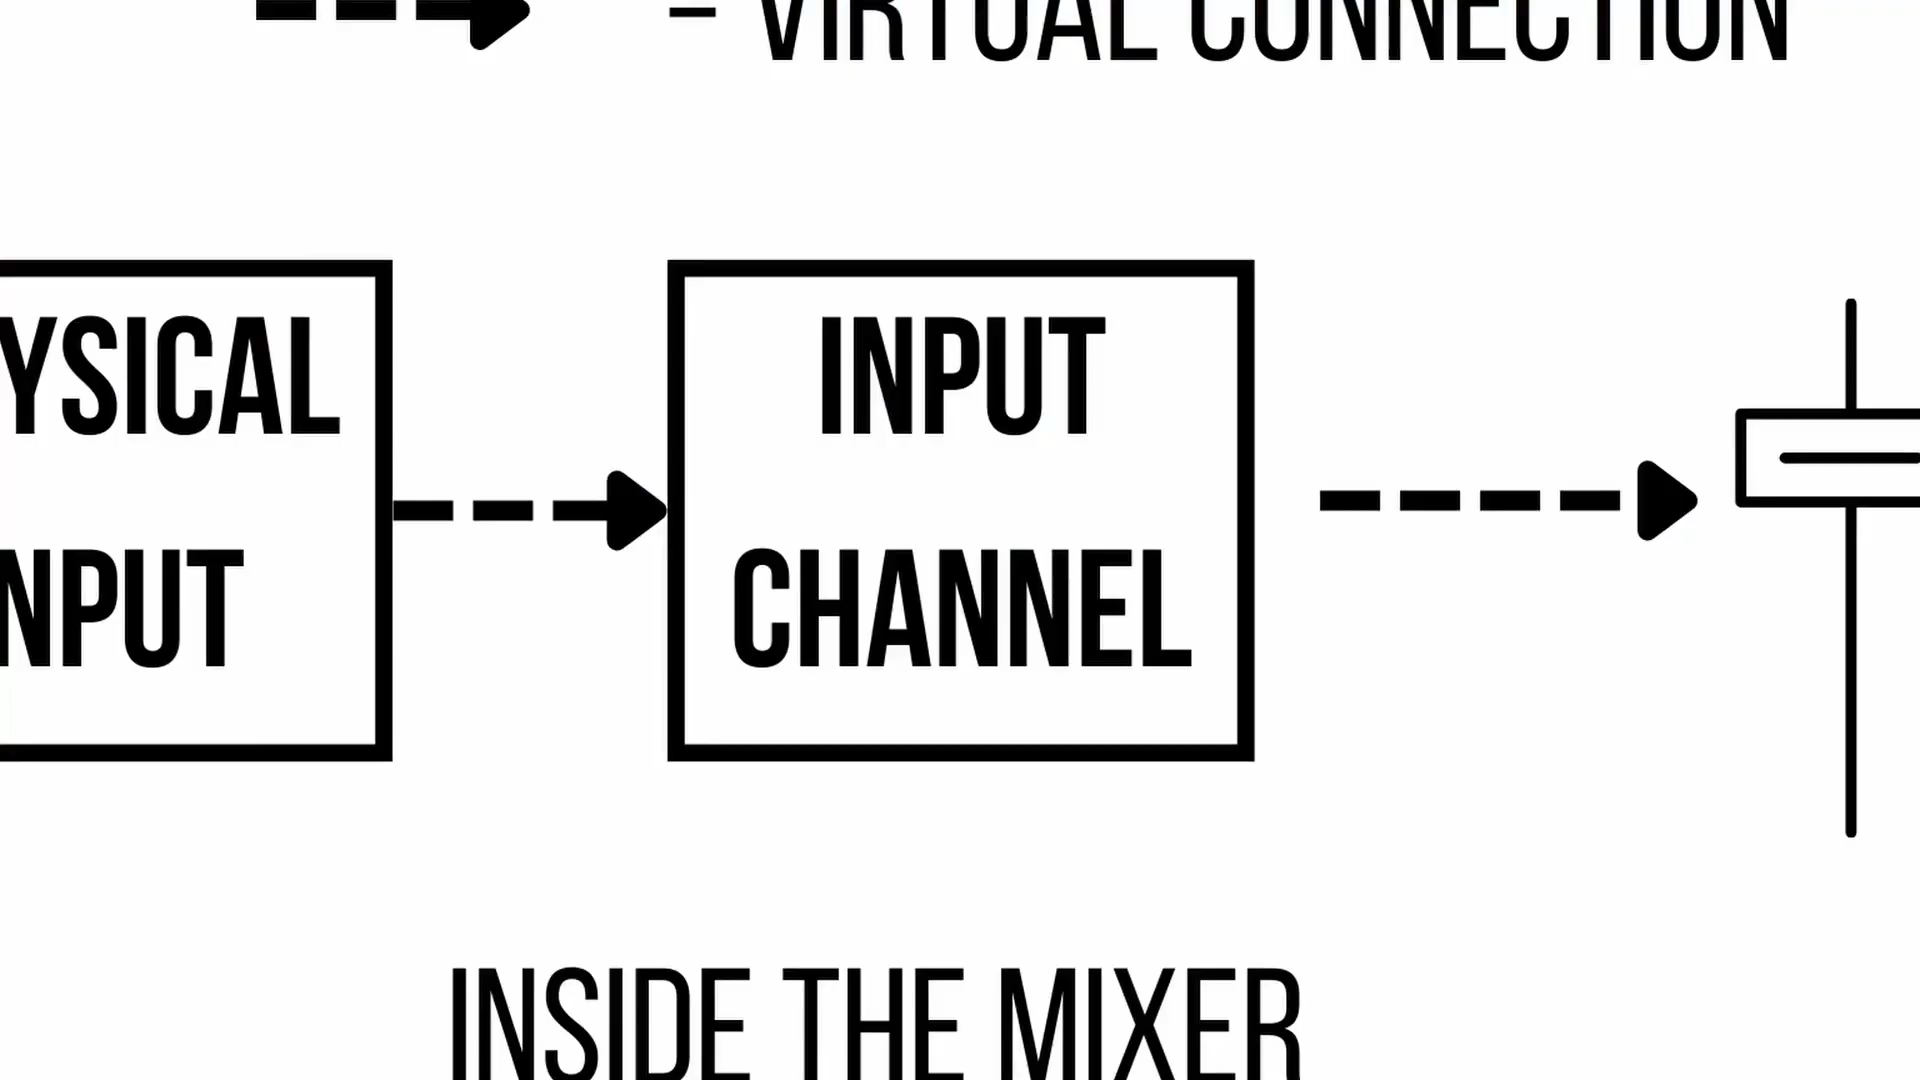 – VIRTUAL CONNECTION
YSICAL
NPUT
INPUT
CHANNEL
INSIDE THE MIXER